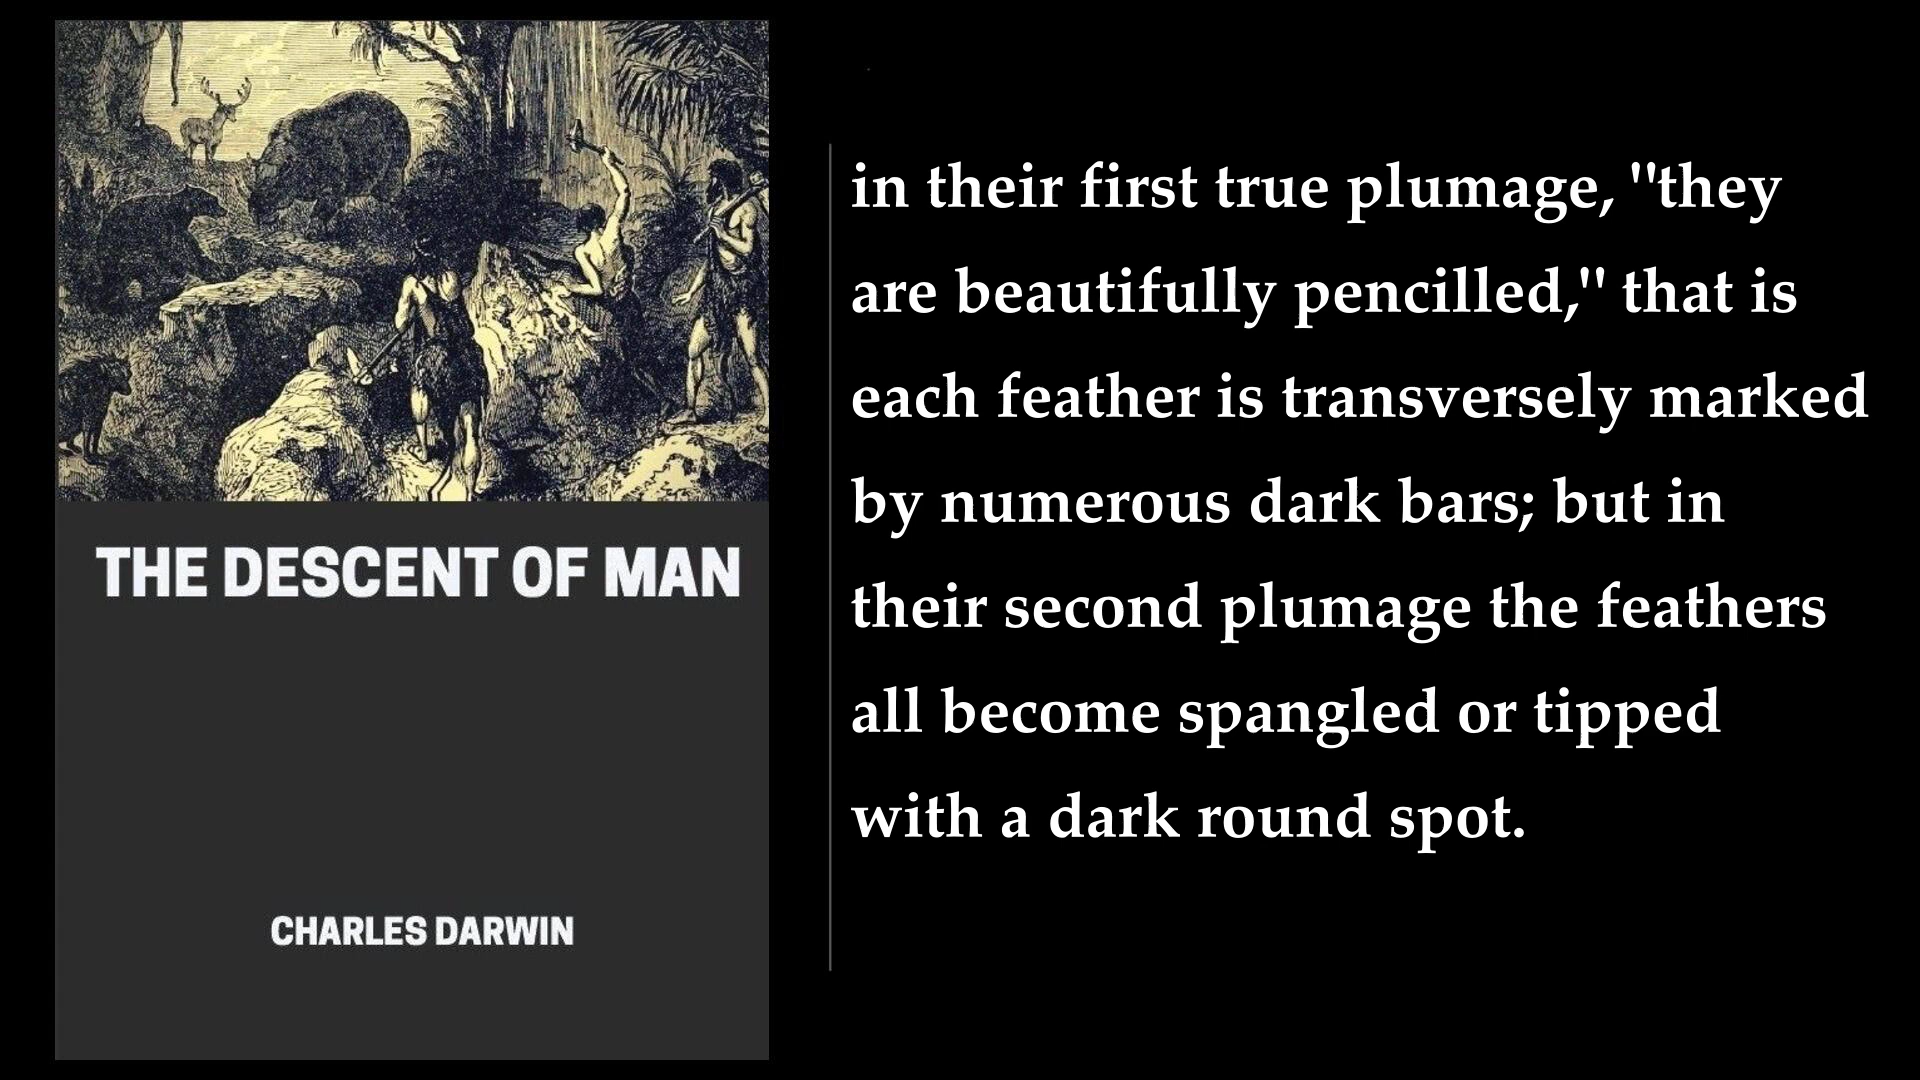 THE DESCENT OF MAN
CHARLES DARWIN
in their first true plumage, "they
are beautifully pencilled," that is
each feather is transversely marked
by numerous dark bars; but in
their second plumage the feathers
all become spangled or tipped
with a dark round spot.